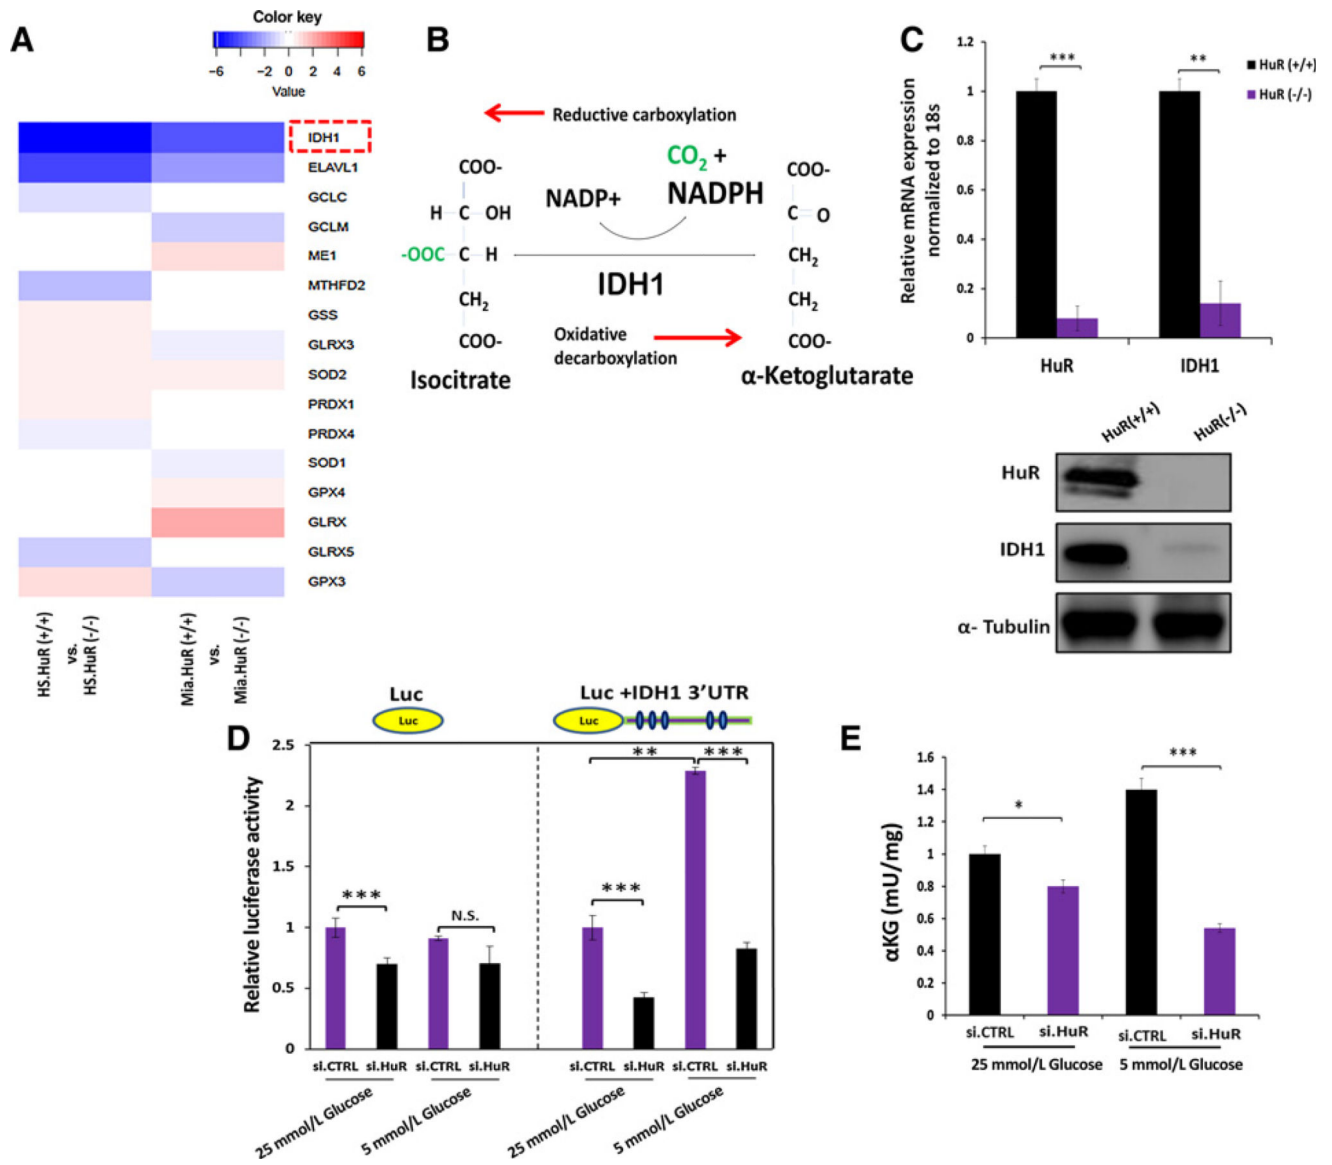 A
Color key
−6
−2
0
2
4
6
Value
IDH1
ELAVL1
GCLC
GCLM
ME1
MTHFD2
GSS
GLRX3
SOD2
PRDX1
PRDX4
SOD1
GPX4
GLRX
GLRX5
GPX3
HS.HuR (+/+)
vs.
HS.HuR (-/-)
Mia.HuR (+/+)
vs.
Mia.HuR (-/-)
B
Reductive carboxylation
COO-
H C OH
-OOC C H
CH2
COO-
Isocitrate
NADP+
CO2 +
NADPH
IDH1
Oxidative
decarboxylation
COO-
C O
CH2
CH2
COO-
α-Ketoglutarate
C
Relative mRNA expression
normalized to 18s
1.2
1
0.8
0.6
0.4
0.2
0
***
**
HuR (+/+)
HuR (-/-)
HuR
IDH1
HuR(+/+)
HuR(-/-)
HuR
IDH1
α- Tubulin
D
Luc
Luc
Luc +IDH1 3’UTR
Luc
Relative luciferase activity
2.5
2
1.5
1
0.5
0
***
N.S.
**
***
***
si.CTRL si.HuR si.CTRL si.HuR
si.CTRL si.HuR si.CTRL si.HuR
25 mmol/L Glucose
5 mmol/L Glucose
25 mmol/L Glucose
5 mmol/L Glucose
E
αKG (mU/mg)
1.6
1.4
1.2
1
0.8
0.6
0.4
0.2
0
*
***
si.CTRL si.HuR si.CTRL si.HuR
25 mmol/L Glucose 5 mmol/L Glucose